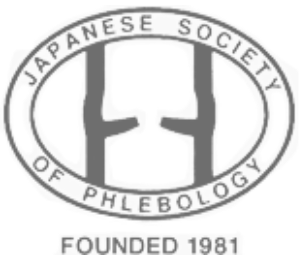 JAPANESE SOCIETY
OF PHLEBOLOGY
FOUNDED 1981